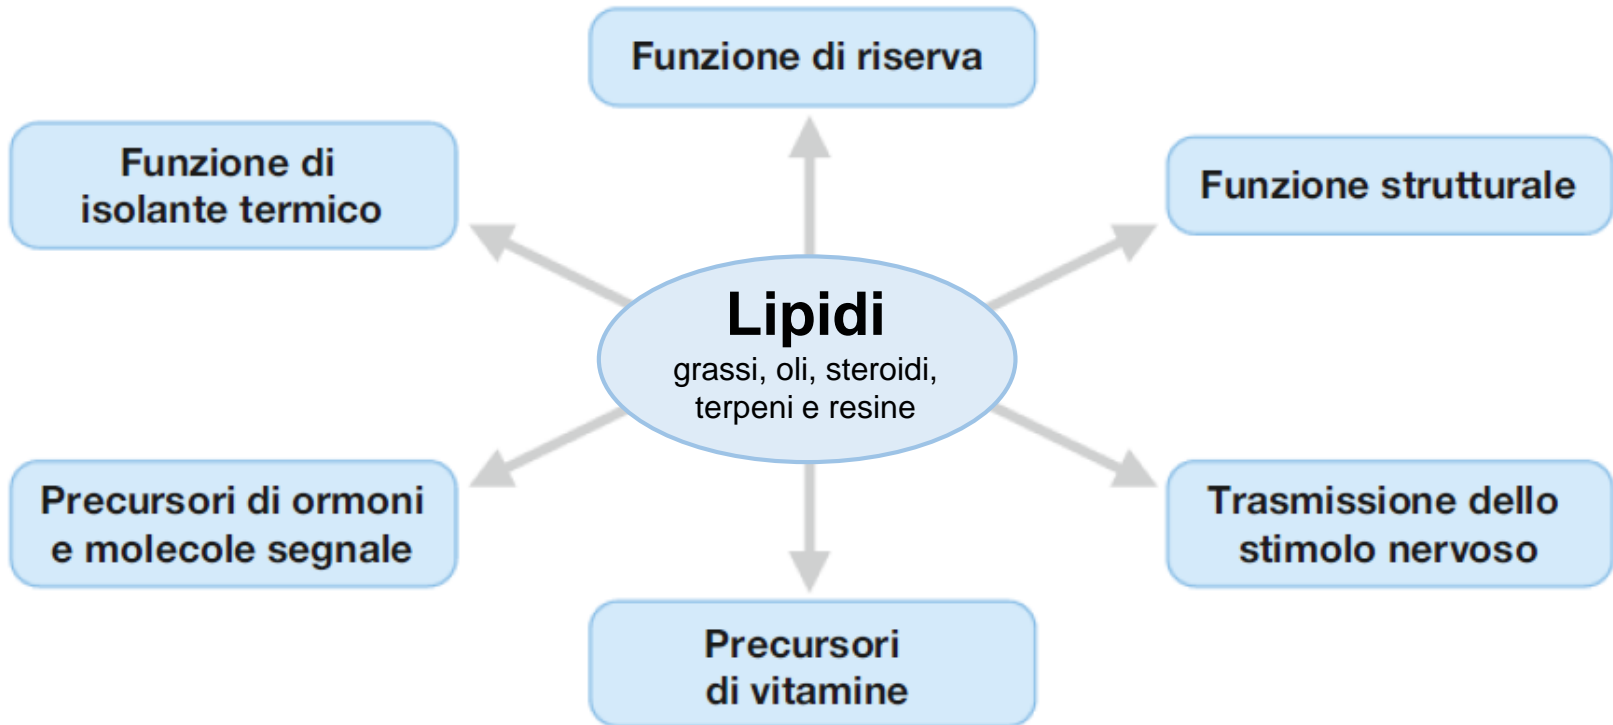 Funzione di riserva
Funzione di
isolante termico
Funzione strutturale
Lipidi
grassi, oli, steroidi,
terpeni e resine
Precursori di ormoni
e molecole segnale
Trasmissione dello
stimolo nervoso
Precursori
di vitamine